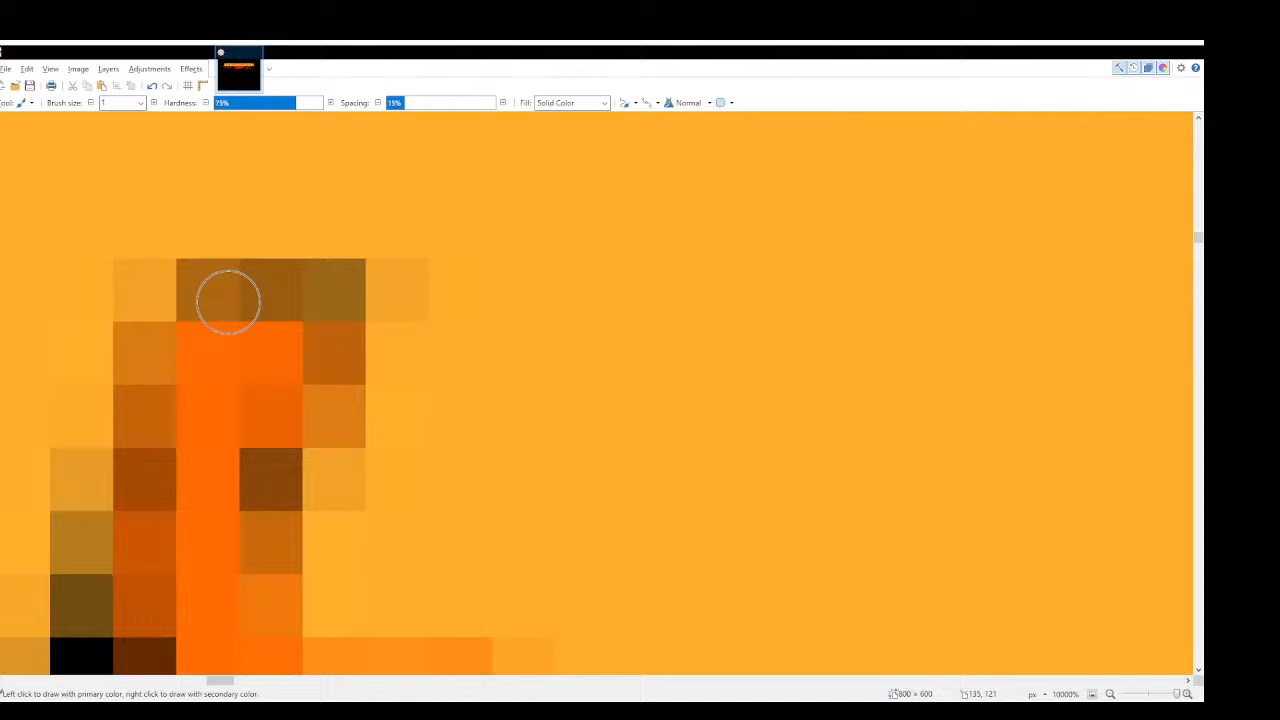 File Edit View Image Layers Adjustments Effects
Tool: Brush size: 1 Hardness: 75% Spacing: 15% Fill: Solid Color Normal
Left click to draw with primary color, right click to draw with secondary color. 800 × 600 135, 121 px 10000%